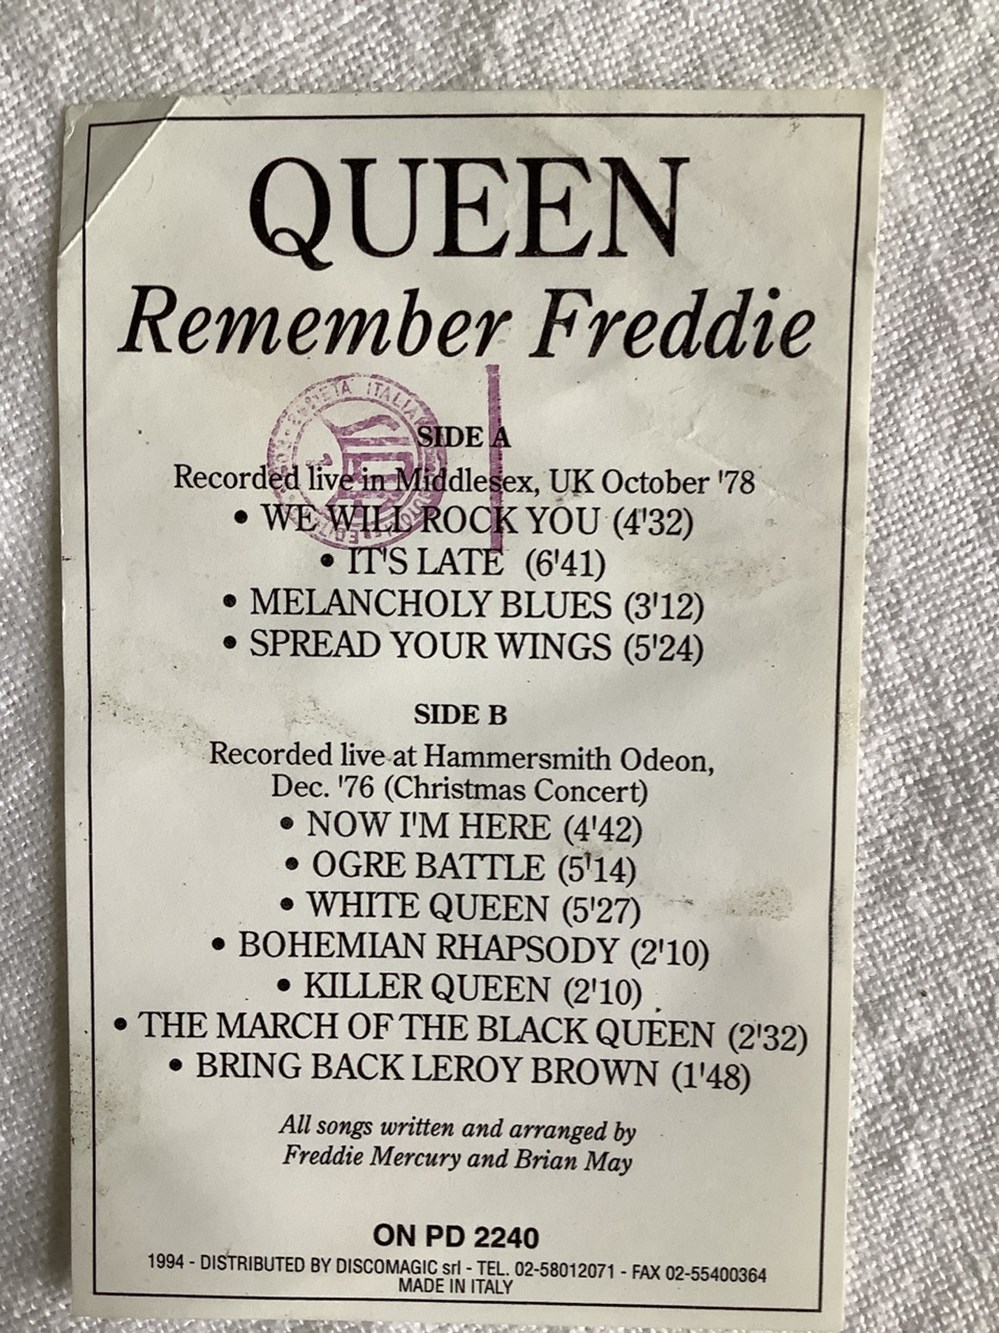 QUEEN
Remember Freddie
SIDE A
Recorded live in Middlesex, UK October '78
• WE WILL ROCK YOU (4'32)
• IT'S LATE (6'41)
• MELANCHOLY BLUES (3'12)
• SPREAD YOUR WINGS (5'24)
SIDE B
Recorded live at Hammersmith Odeon,
Dec. '76 (Christmas Concert)
• NOW I'M HERE (4'42)
• OGRE BATTLE (5'14)
• WHITE QUEEN (5'27)
• BOHEMIAN RHAPSODY (2'10)
• KILLER QUEEN (2'10)
• THE MARCH OF THE BLACK QUEEN (2'32)
• BRING BACK LEROY BROWN (1'48)
All songs written and arranged by
Freddie Mercury and Brian May
ON PD 2240
1994 - DISTRIBUTED BY DISCOMAGIC srl - TEL. 02-58012071 - FAX 02-55400364
MADE IN ITALY